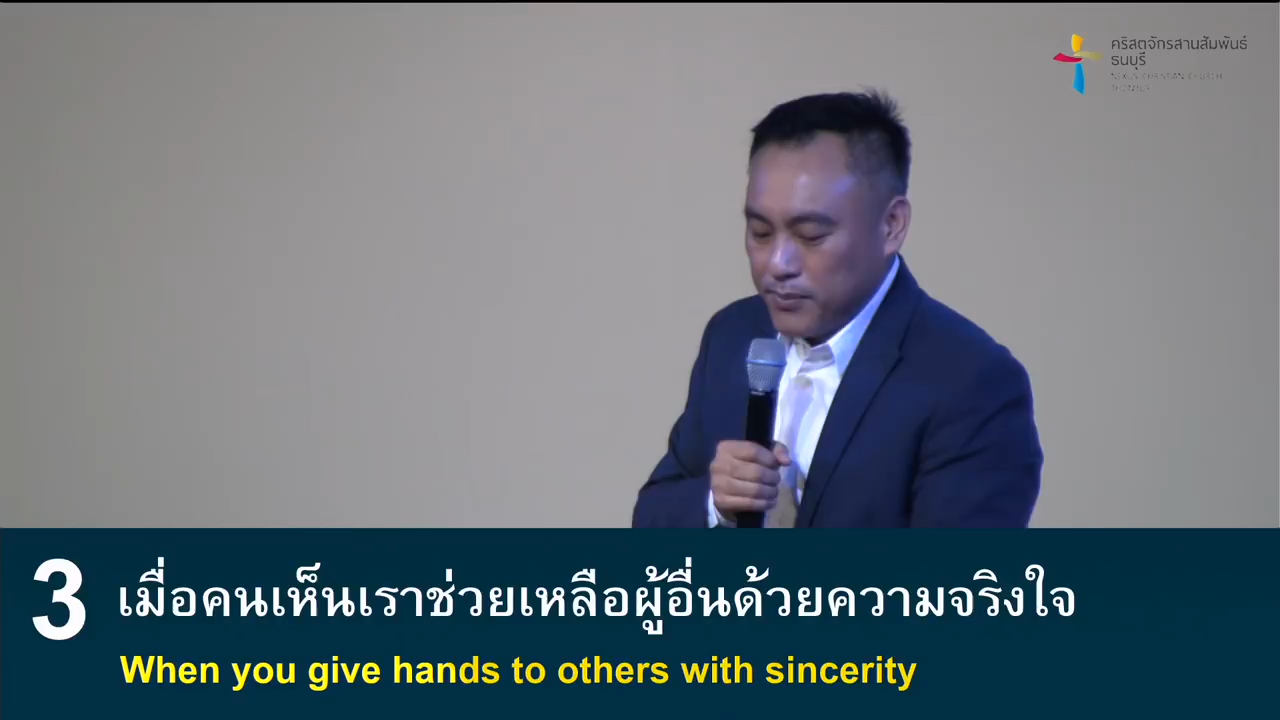 คริสตจักรสานสัมพันธ์
ธนบุรี
NEXUS CHRISTIAN CHURCH
3 เมื่อคนเห็นเราช่วยเหลือผู้อื่นด้วยความจริงใจ
When you give hands to others with sincerity